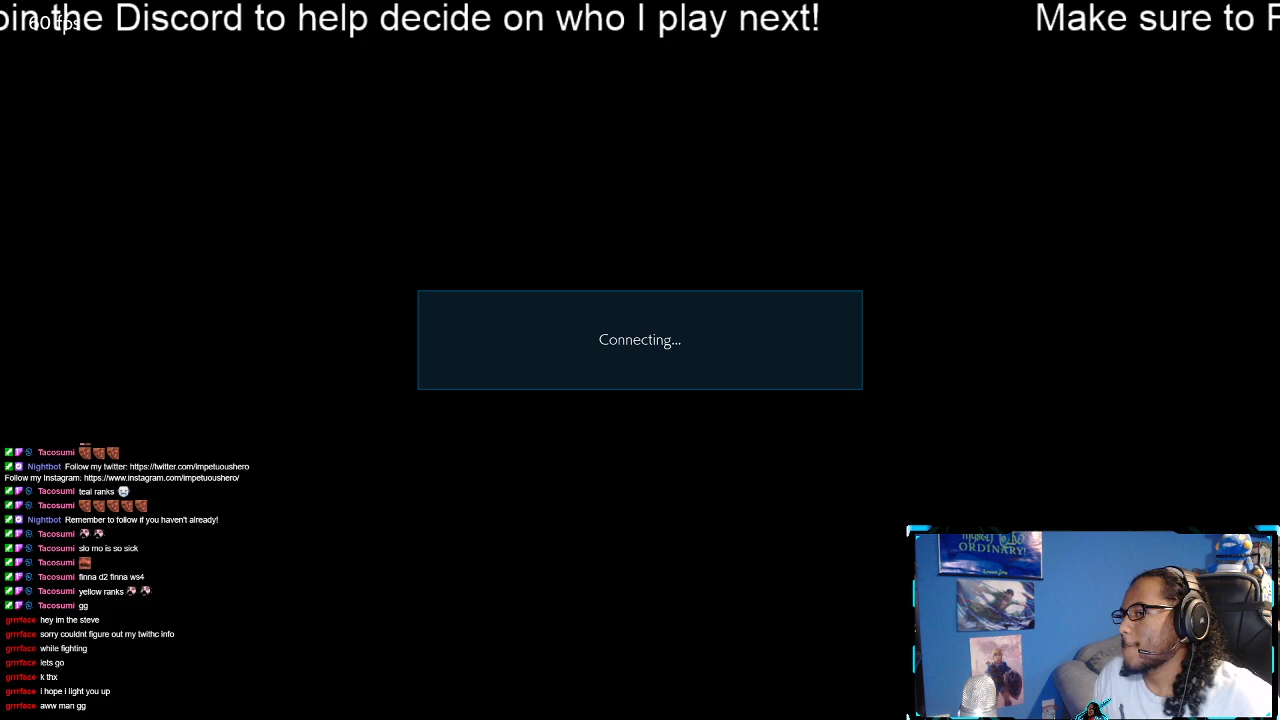 oin the Discord to help decide on who I play next! Make sure to F
60 fps
Connecting...
Tacosumi
Nightbot Follow my twitter: https://twitter.com/impetuoushero
Follow my Instagram: https://www.instagram.com/impetuoushero/
Tacosumi teal ranks
Tacosumi
Nightbot Remember to follow if you haven't already!
Tacosumi
Tacosumi slo mo is so sick
Tacosumi
Tacosumi finna d2 finna ws4
Tacosumi yellow ranks
Tacosumi gg
grrrface hey im the steve
grrrface sorry couldnt figure out my twithc info
grrrface while fighting
grrrface lets go
grrrface k thx
grrrface i hope i light you up
grrrface aww man gg
ORDINARY!